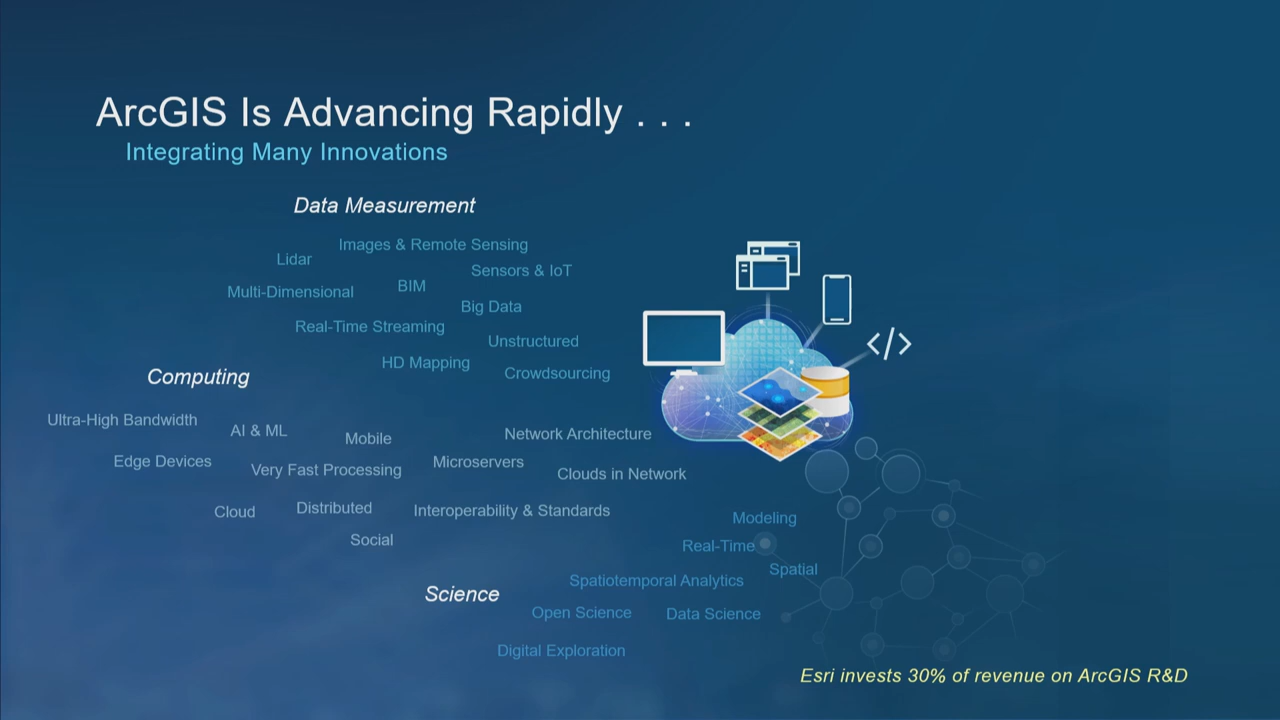 ArcGIS Is Advancing Rapidly . . .
Integrating Many Innovations
Data Measurement
Images & Remote Sensing
Lidar
Sensors & IoT
Multi-Dimensional
BIM
Big Data
Real-Time Streaming
Unstructured
HD Mapping
Crowdsourcing
Computing
Ultra-High Bandwidth
AI & ML
Mobile
Network Architecture
Edge Devices
Very Fast Processing
Microservers
Clouds in Network
Cloud
Distributed
Interoperability & Standards
Social
Modeling
Real-Time
Spatial
Spatiotemporal Analytics
Science
Open Science
Data Science
Digital Exploration
Esri invests 30% of revenue on ArcGIS R&D